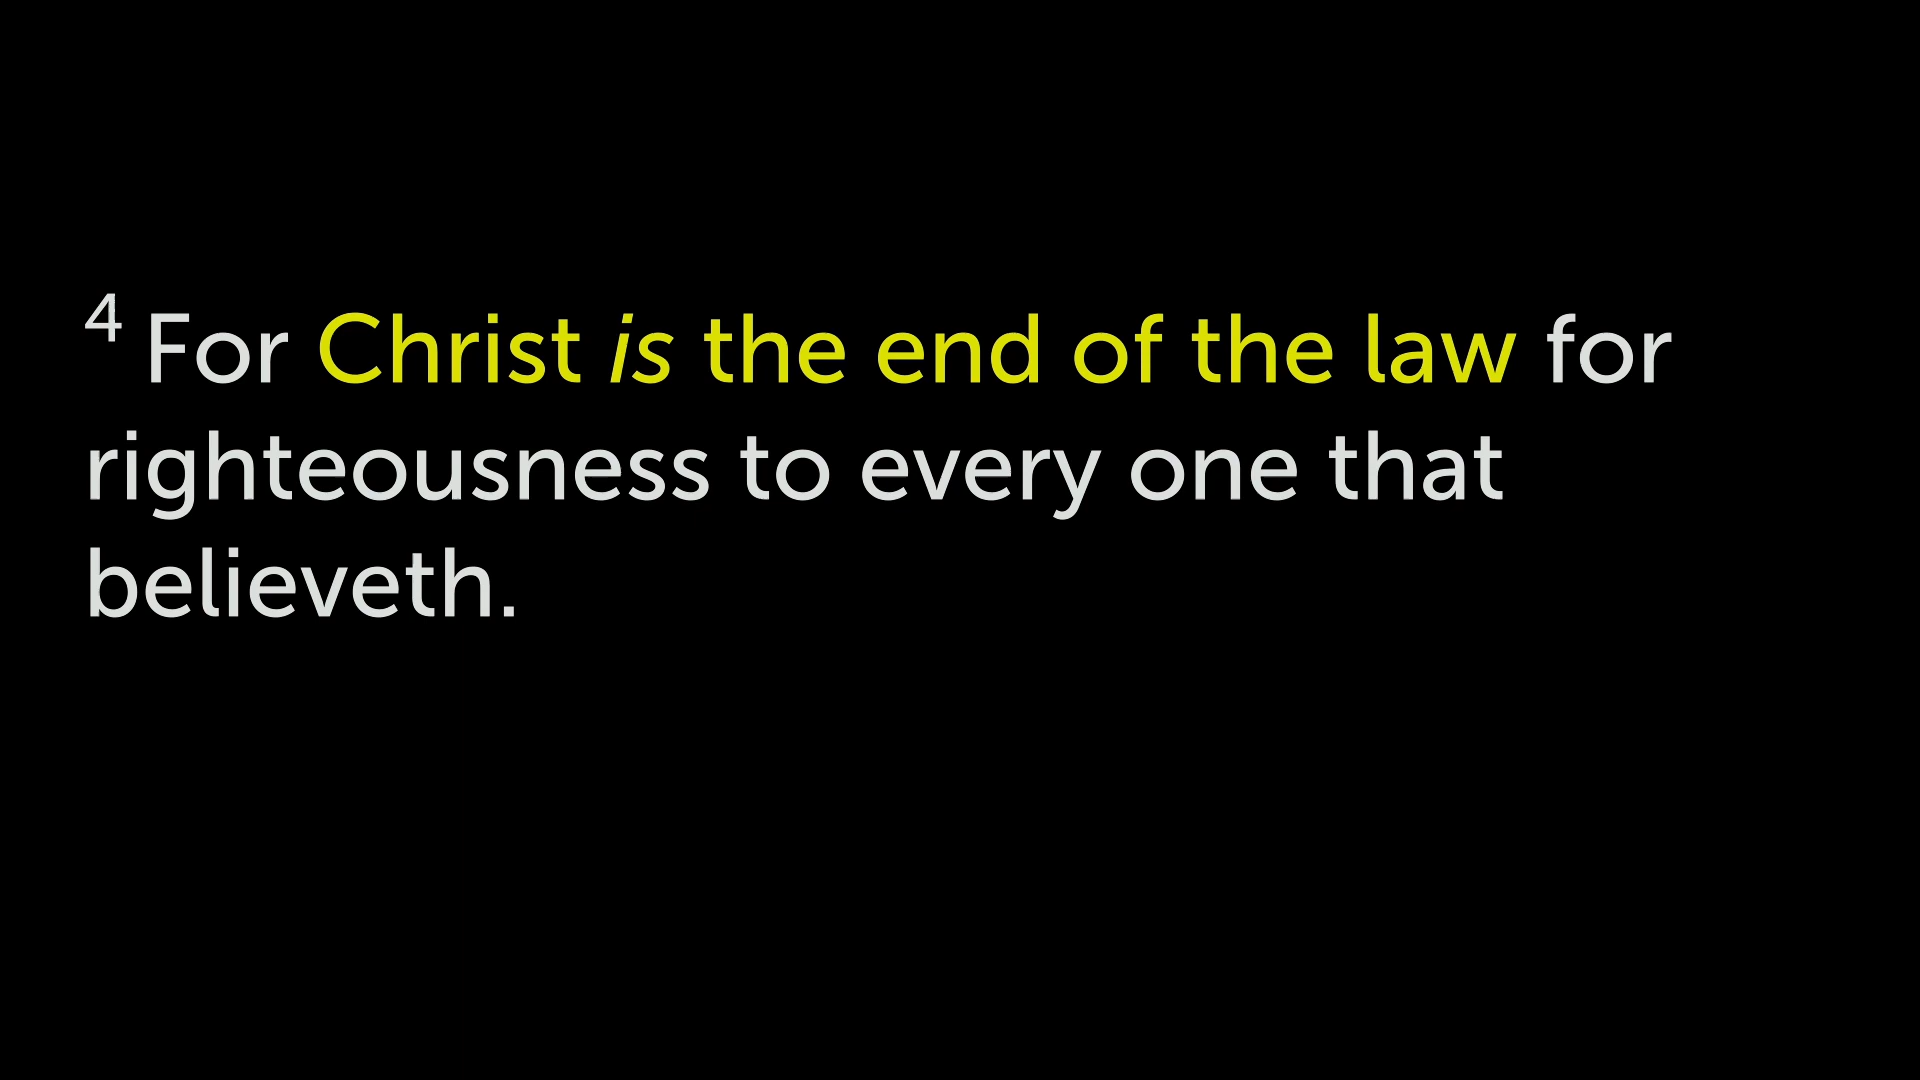 4 For Christ is the end of the law for
righteousness to every one that
believeth.